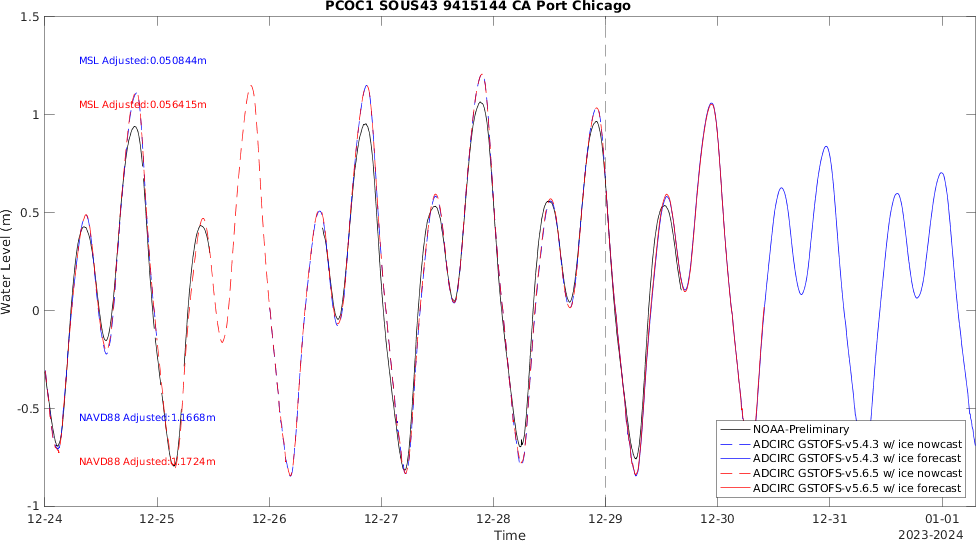 PCOC1 SOUS43 9415144 CA Port Chicago
1.5
MSL Adjusted:0.050844m
MSL Adjusted:0.056415m
1
0.5
Water Level (m)
0
-0.5
NAVD88 Adjusted:1.1668m
NAVD88 Adjusted:1.1724m
NOAA-Preliminary
ADCIRC GSTOFS-v5.4.3 w/ ice nowcast
ADCIRC GSTOFS-v5.4.3 w/ ice forecast
ADCIRC GSTOFS-v5.6.5 w/ ice nowcast
ADCIRC GSTOFS-v5.6.5 w/ ice forecast
-1
12-24 12-25 12-26 12-27 12-28 12-29 12-30 12-31 01-01
Time
2023-2024